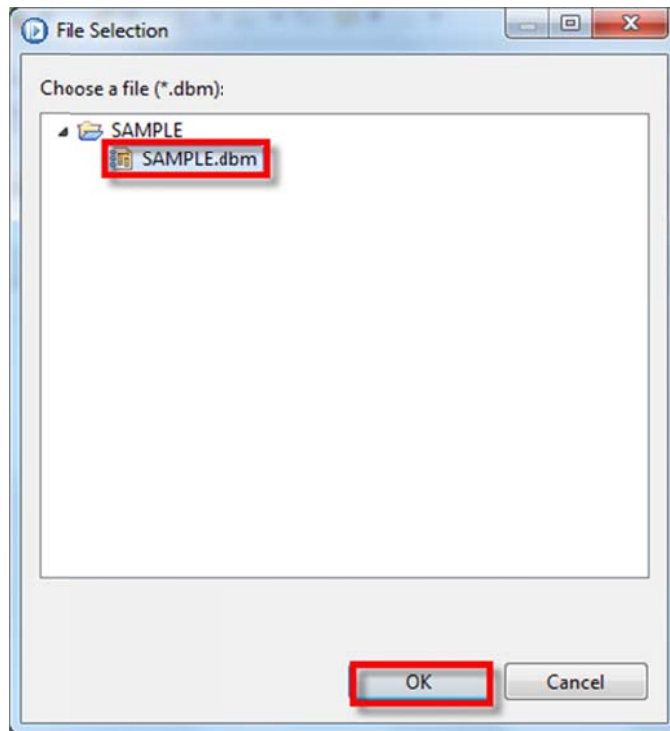 File Selection
Choose a file (*.dbm):
SAMPLE
SAMPLE.dbm
OK
Cancel